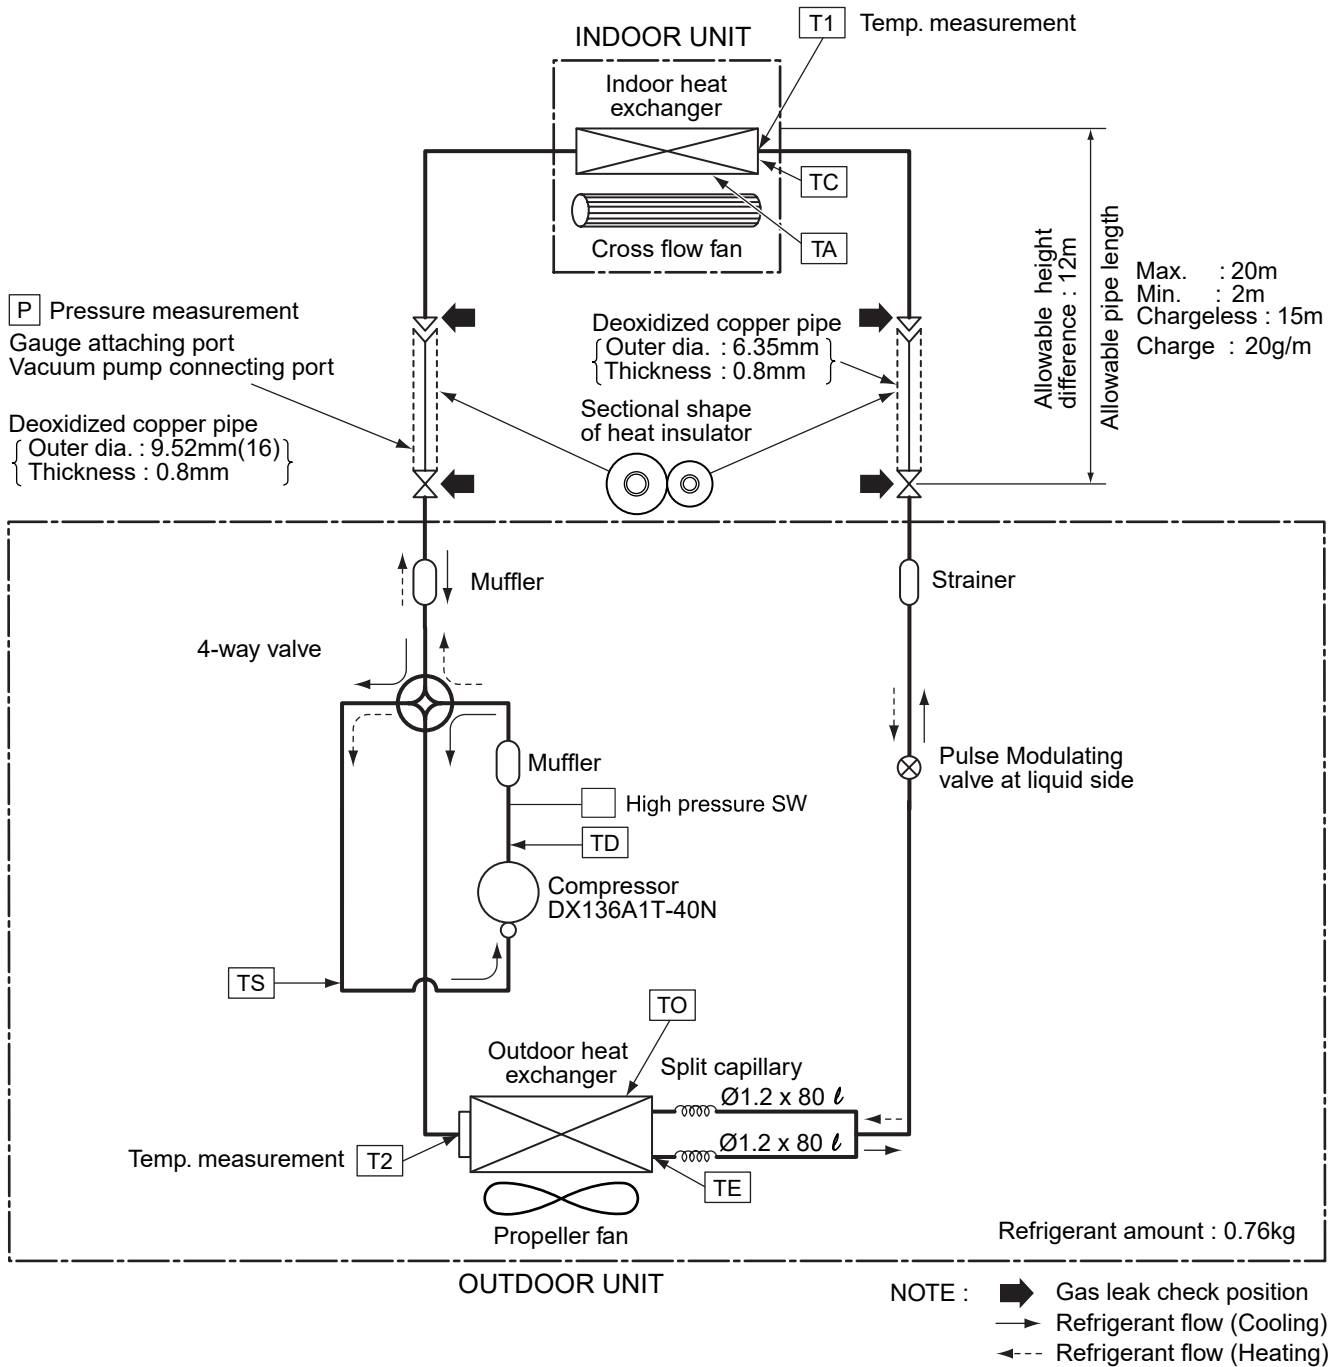 T1 Temp. measurement
INDOOR UNIT
Indoor heat
exchanger
TC
Cross flow fan
TA
Allowable height
difference : 12m
Allowable pipe length
Max. : 20m
Min. : 2m
Chargeless : 15m
Charge : 20g/m
P Pressure measurement
Gauge attaching port
Vacuum pump connecting port
Deoxidized copper pipe
Outer dia. : 9.52mm(16)
Thickness : 0.8mm
Deoxidized copper pipe
Outer dia. : 6.35mm
Thickness : 0.8mm
Sectional shape
of heat insulator
Muffler
Strainer
4-way valve
Muffler
High pressure SW
TD
Pulse Modulating
valve at liquid side
Compressor
DX136A1T-40N
TS
TO
Outdoor heat
exchanger
Split capillary
Ø1.2 x 80 ℓ
Ø1.2 x 80 ℓ
Temp. measurement T2
TE
Propeller fan
Refrigerant amount : 0.76kg
OUTDOOR UNIT
NOTE : Gas leak check position
Refrigerant flow (Cooling)
Refrigerant flow (Heating)